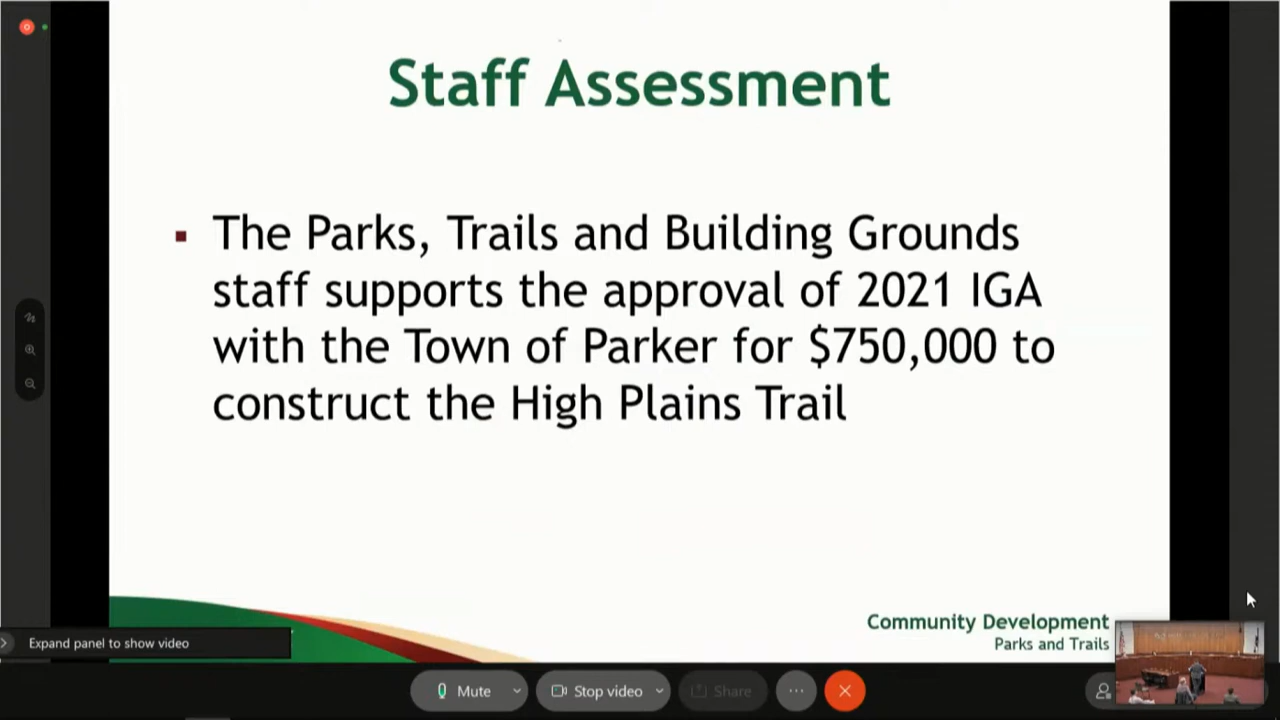 Staff Assessment
The Parks, Trails and Building Grounds
staff supports the approval of 2021 IGA
with the Town of Parker for $750,000 to
construct the High Plains Trail
Community Development
Parks and Trails
Expand panel to show video
Mute
Stop video
Share